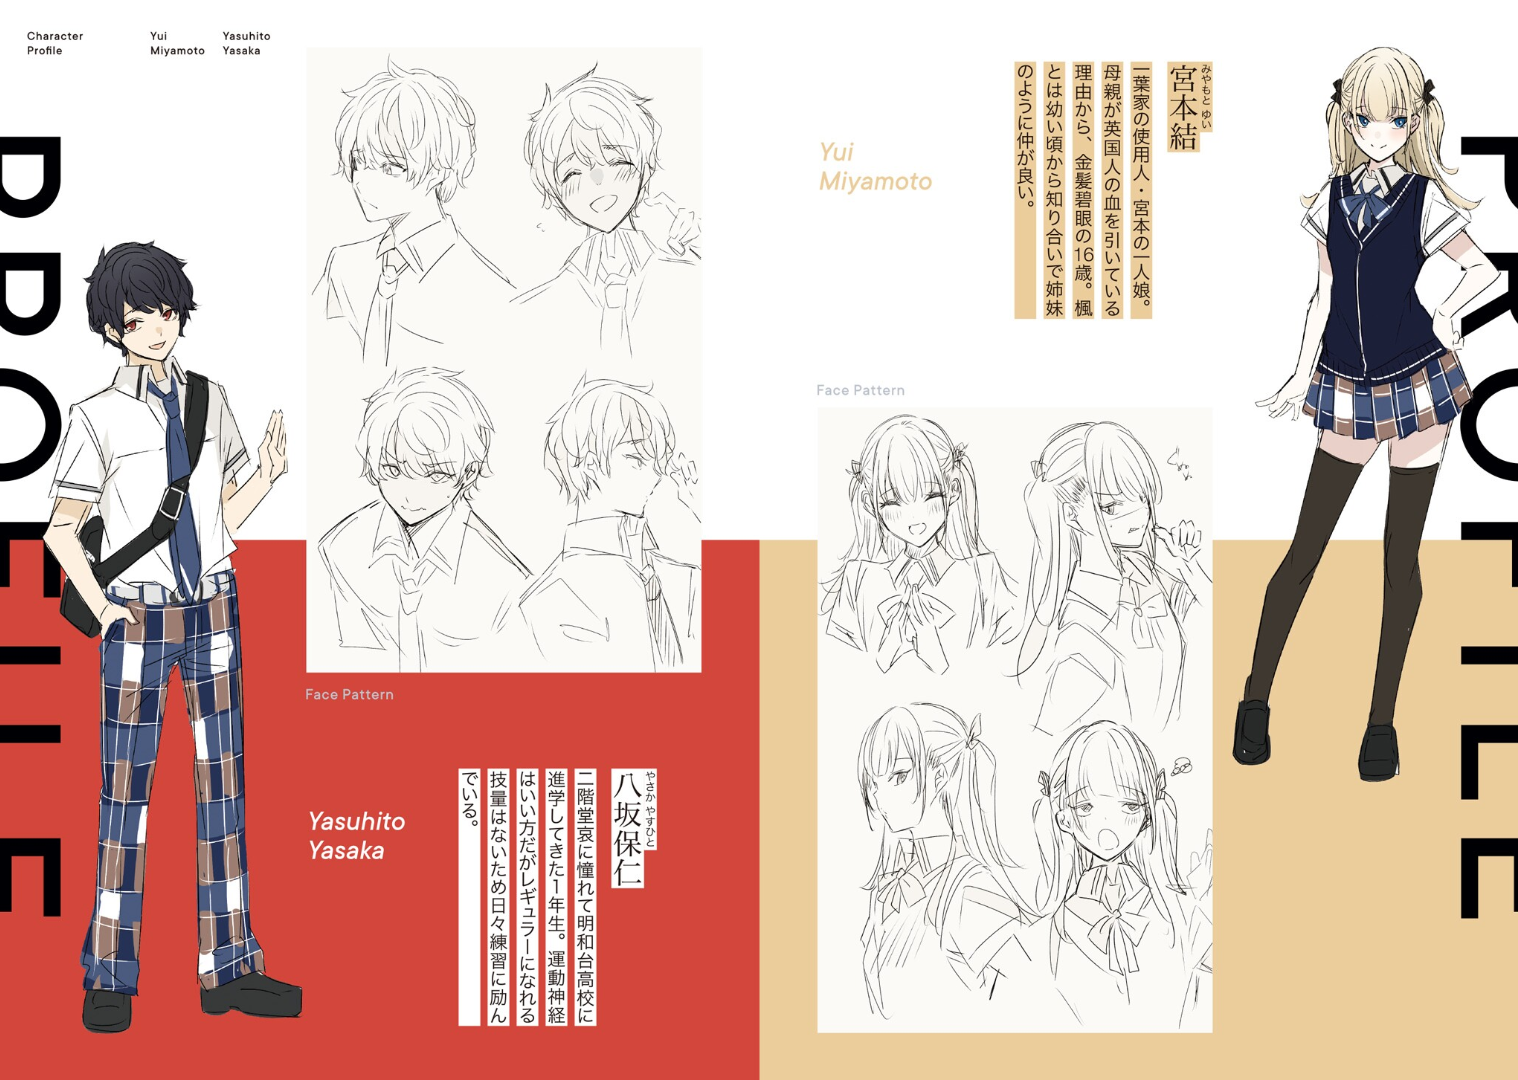 Character
Profile
Yui
Miyamoto
Yasuhito
Yasaka
PROFILE
Face Pattern
Yasuhito
Yasaka
やさか やすひと
八坂保仁
二階堂哀に憧れて明和台高校に
進学してきた1年生。運動神経
はいい方だがレギュラーになれる
技量はないため日々練習に励ん
でいる。
Yui
Miyamoto
みやもと ゆい
宮本結
一葉家の使用人・宮本の一人娘。
母親が英国人の血を引いている
理由から、金髪碧眼の16歳。楓
とは幼い頃から知り合いで姉妹
のように仲が良い。
Face Pattern
PROFILE